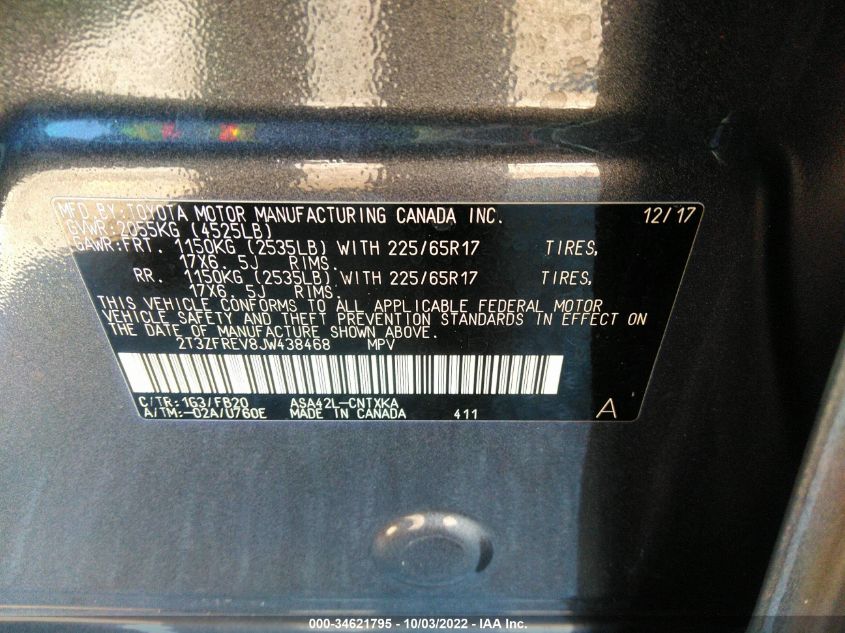 MFD. BY: TOYOTA MOTOR MANUFACTURING CANADA INC. 12/17
GVWR: 2055KG (4525LB)
GAWR: FRT. 1150KG (2535LB) WITH 225/65R17 TIRES,
17X6. 5J RIMS.
RR. 1150KG (2535LB) WITH 225/65R17 TIRES,
17X6. 5J RIMS.
THIS VEHICLE CONFORMS TO ALL APPLICABLE FEDERAL MOTOR
VEHICLE SAFETY AND THEFT PREVENTION STANDARDS IN EFFECT ON
THE DATE OF MANUFACTURE SHOWN ABOVE.
2T3ZFREV8JW438468 MPV
C/TR: 1G3/FB20 ASA42L-CNTXKA
A/TM: -02A/U760E MADE IN CANADA 411 A
000-34621795 - 10/03/2022 - IAA Inc.